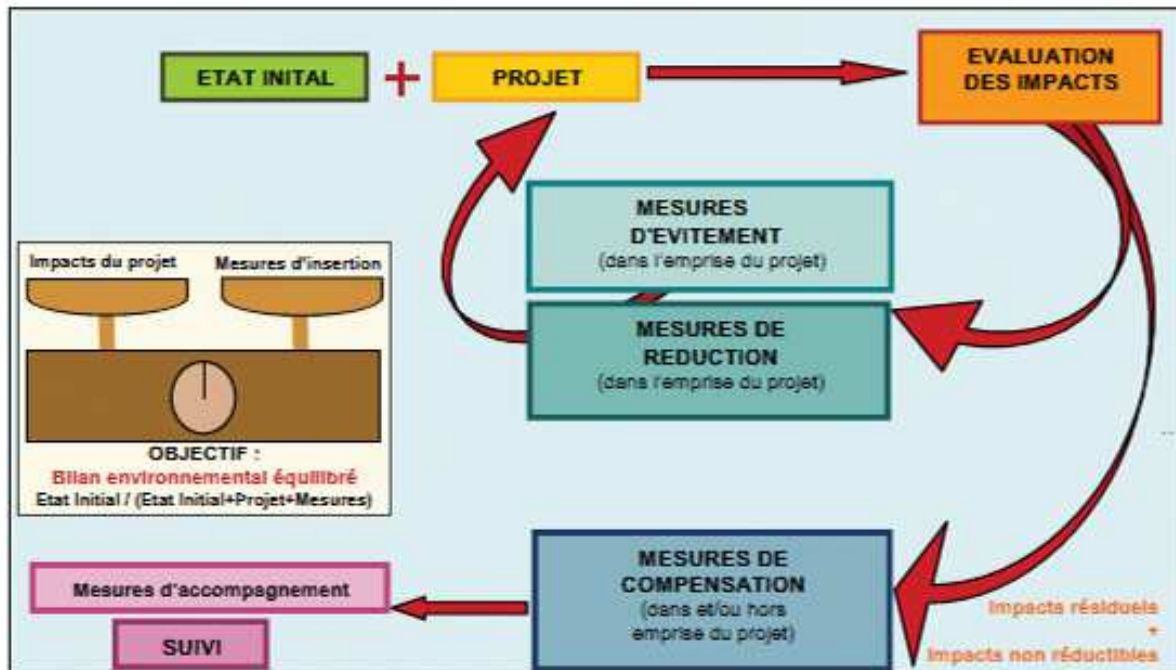 ETAT INITAL
+
PROJET
EVALUATION
DES IMPACTS
MESURES
D'EVITEMENT
(dans l'emprise du projet)
MESURES DE
REDUCTION
(dans l'emprise du projet)
Impacts du projet
Mesures d'insertion
OBJECTIF :
Bilan environnemental équilibré
Etat Initial / (Etat Initial+Projet+Mesures)
MESURES DE
COMPENSATION
(dans et/ou hors
emprise du projet)
Impacts résiduels
+
Impacts non réductibles
Mesures d'accompagnement
SUIVI